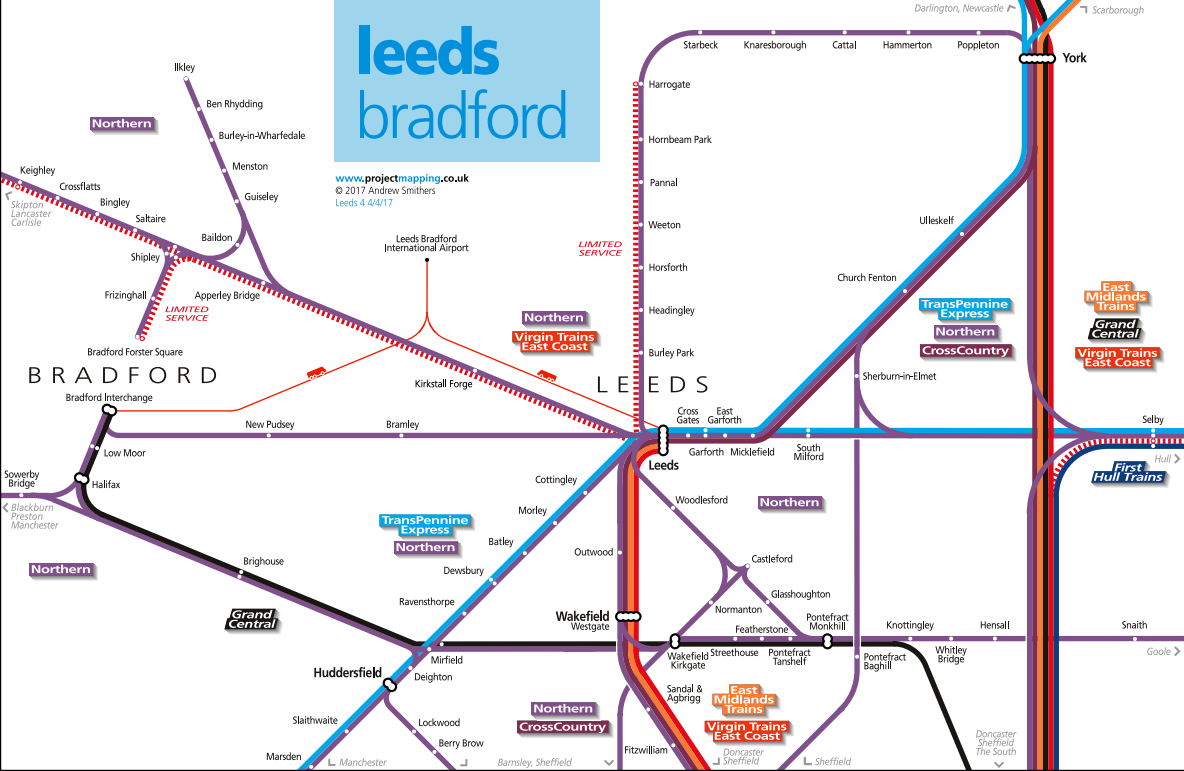 Darlington, Newcastle
Scarborough
leeds
bradford
Starbeck
Knaresborough
Cattal
Hammerton
Poppleton
York
Ilkley
Ben Rhydding
Burley-in-Wharfedale
Menston
Guiseley
Baildon
Northern
Harrogate
Hornbeam Park
Pannal
Weeton
Horsforth
Headingley
Burley Park
LIMITED
SERVICE
www.projectmapping.co.uk
© 2017 Andrew Smithers
Leeds 4 4/4/17
Keighley
Crossflatts
Bingley
Saltaire
Skipton
Lancaster
Carlisle
Shipley
Frizinghall
Apperley Bridge
LIMITED
SERVICE
Bradford Forster Square
BRADFORD
Bradford Interchange
Leeds Bradford
International Airport
Kirkstall Forge
Northern
Virgin Trains
East Coast
LEEDS
Ulleskelf
Church Fenton
TransPennine
Express
Northern
CrossCountry
East
Midlands
Trains
Grand
Central
Virgin Trains
East Coast
Sherburn-in-Elmet
New Pudsey
Bramley
Leeds
Cross
Gates
East
Garforth
Garforth
Micklefield
South
Milford
Selby
Hull
First
Hull Trains
Low Moor
Sowerby
Bridge
Halifax
Blackburn
Preston
Manchester
Northern
Brighouse
Grand
Central
TransPennine
Express
Northern
Cottingley
Morley
Batley
Dewsbury
Ravensthorpe
Outwood
Woodlesford
Northern
Castleford
Glasshoughton
Normanton
Wakefield
Westgate
Featherstone
Pontefract
Monkhill
Knottingley
Hensall
Snaith
Goole
Wakefield
Kirkgate
Streethouse
Pontefract
Tanshelf
Pontefract
Baghill
Whitley
Bridge
Mirfield
Deighton
Huddersfield
Slaithwaite
Marsden
Manchester
Lockwood
Berry Brow
Northern
CrossCountry
Barnsley, Sheffield
Sandal &
Agbrigg
Fitzwilliam
East
Midlands
Trains
Virgin Trains
East Coast
Doncaster
Sheffield
Sheffield
Doncaster
Sheffield
The South